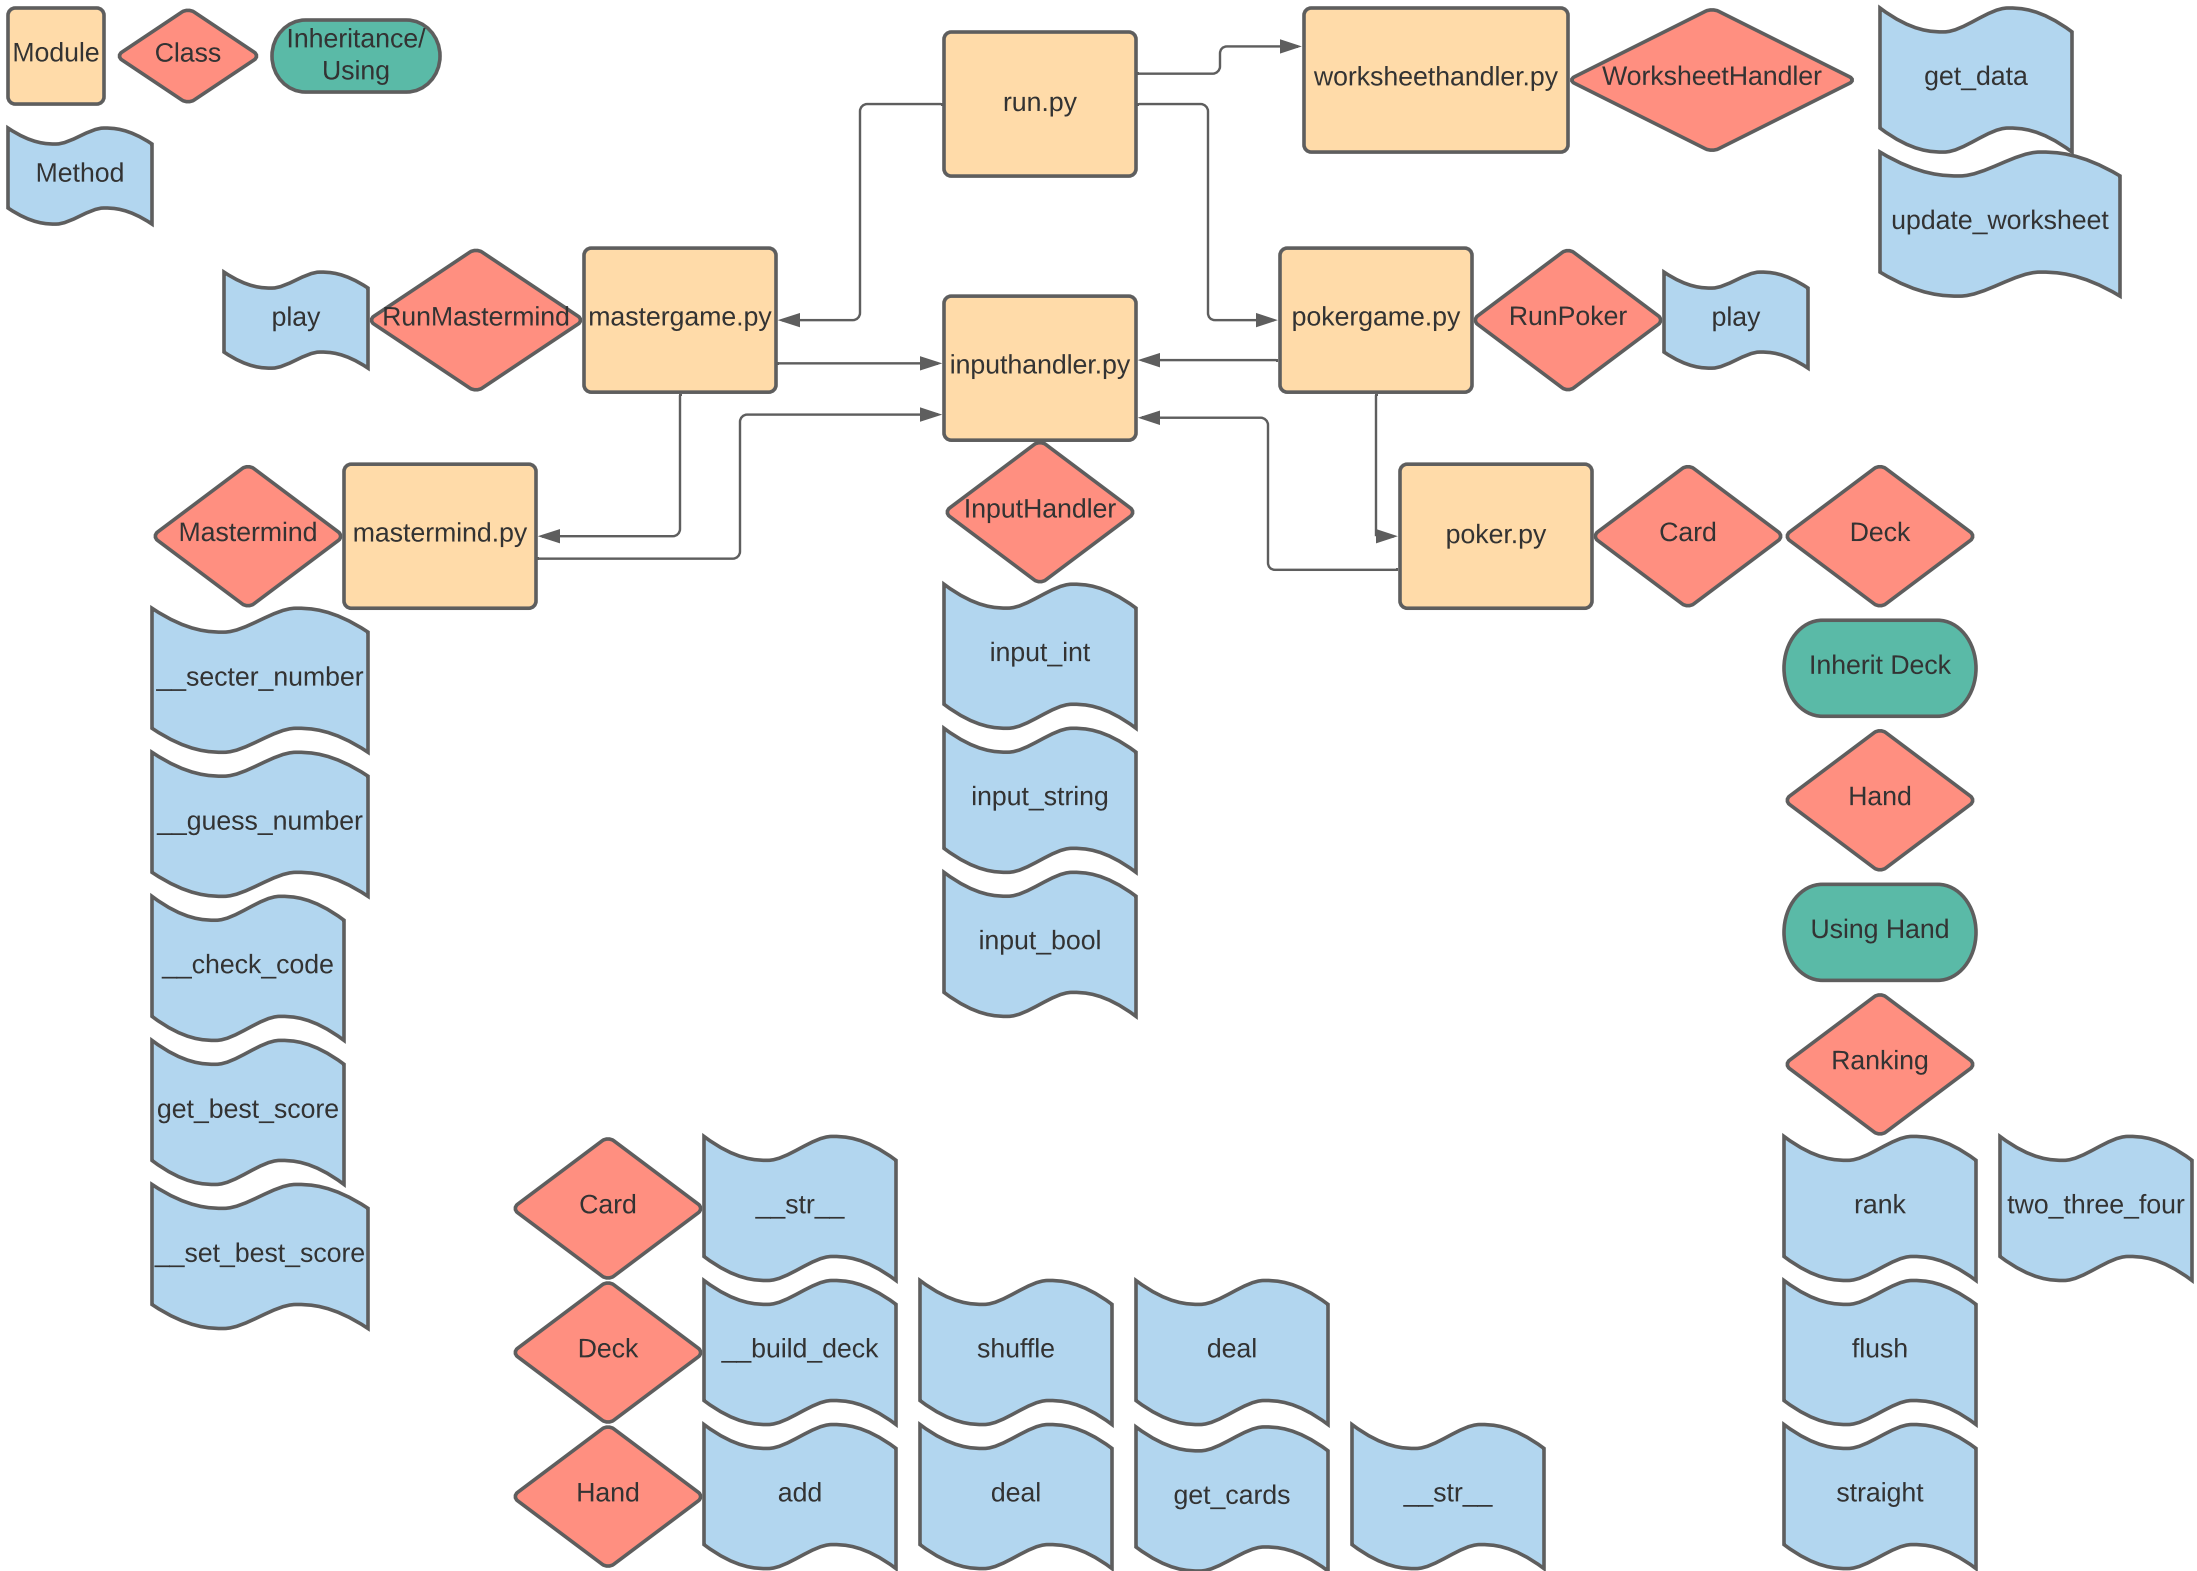 Module
Class
Inheritance/
Using
Method
run.py
worksheethandler.py
WorksheetHandler
get_data
update_worksheet
play
RunMastermind
mastergame.py
inputhandler.py
pokergame.py
RunPoker
play
Mastermind
mastermind.py
InputHandler
poker.py
Card
Deck
__secter_number
__guess_number
__check_code
get_best_score
__set_best_score
input_int
input_string
input_bool
Inherit Deck
Hand
Using Hand
Ranking
rank
two_three_four
flush
straight
Card
__str__
Deck
__build_deck
shuffle
deal
Hand
add
deal
get_cards
__str__